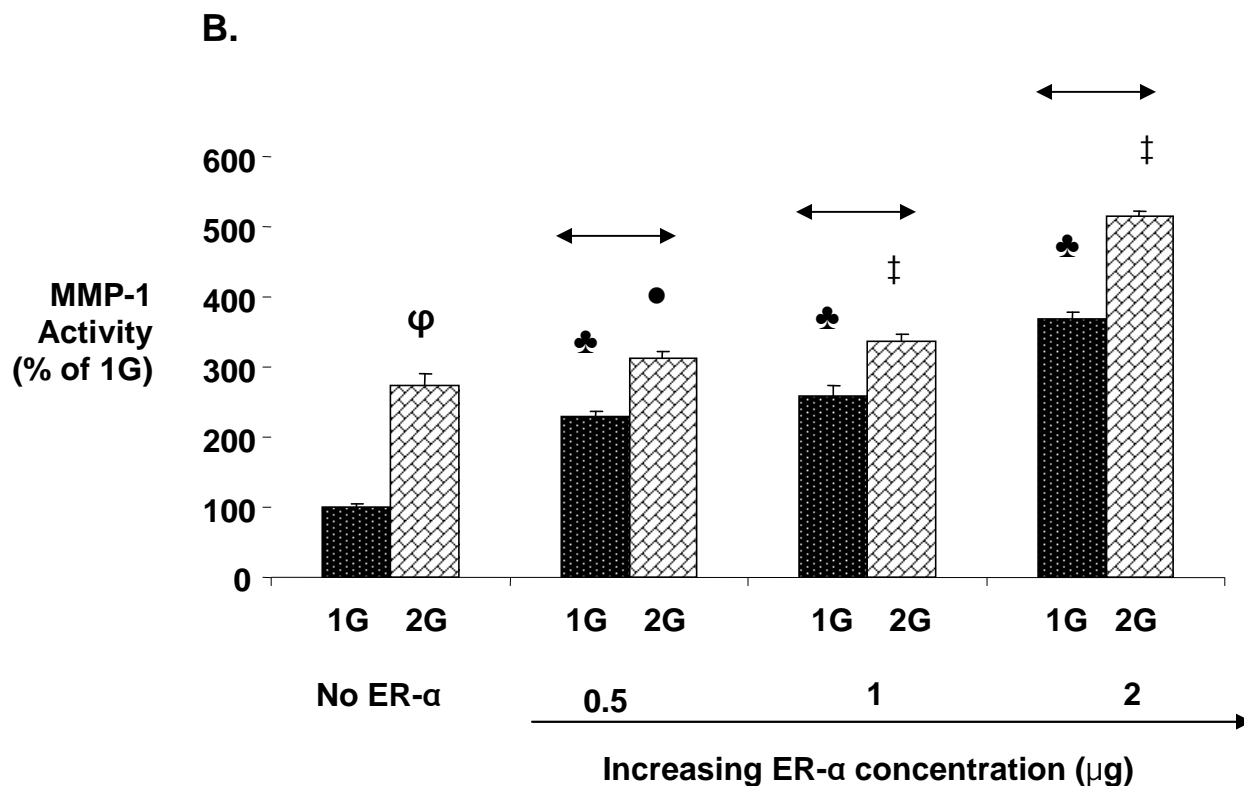 B.
MMP-1
Activity
(% of 1G)
600
500
400
300
200
100
0
φ
♣
●
♣
‡
♣
‡
1G 2G 1G 2G 1G 2G 1G 2G
No ER-α 0.5 1 2
Increasing ER-α concentration (μg)